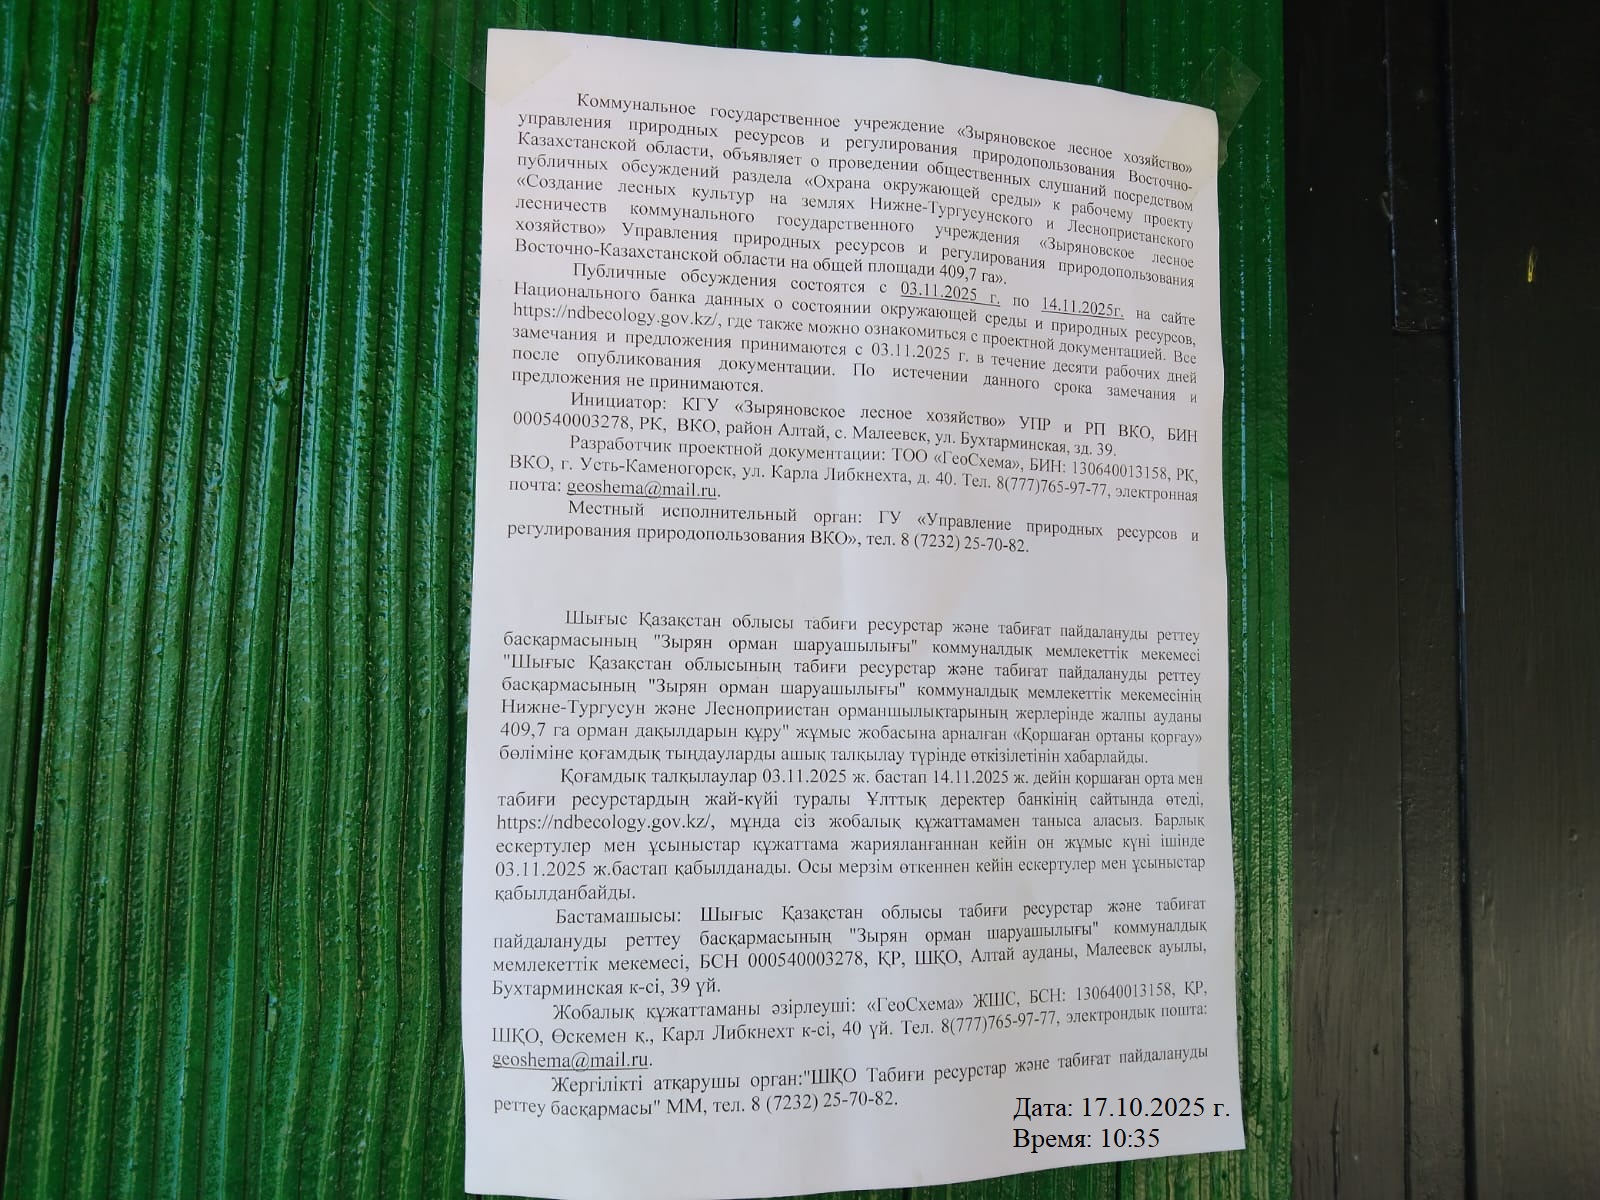 Коммунальное государственное учреждение «Зыряновское лесное хозяйство»
управления природных ресурсов и регулирования природопользования Восточно-
Казахстанской области, объявляет о проведении общественных слушаний посредством
публичных обсуждений раздела «Охрана окружающей среды» к рабочему проекту
«Создание лесных культур на землях Нижне-Тургусунского и Леснопристанского
лесничеств коммунального государственного учреждения «Зыряновское лесное
хозяйство» Управления природных ресурсов и регулирования природопользования
Восточно-Казахстанской области на общей площади 409,7 га».
Публичные обсуждения состоятся с 03.11.2025 г. по 14.11.2025г. на сайте
Национального банка данных о состоянии окружающей среды и природных ресурсов,
https://ndbecology.gov.kz/, где также можно ознакомиться с проектной документацией. Все
замечания и предложения принимаются с 03.11.2025 г. в течение десяти рабочих дней
после опубликования документации. По истечении данного срока замечания и
предложения не принимаются.
Инициатор: КГУ «Зыряновское лесное хозяйство» УПР и РП ВКО, БИН
000540003278, РК, ВКО, район Алтай, с. Малеевск, ул. Бухтарминская, зд. 39.
Разработчик проектной документации: ТОО «ГеоСхема», БИН: 130640013158, РК,
ВКО, г. Усть-Каменогорск, ул. Карла Либкнехта, д. 40. Тел. 8(777)765-97-77, электронная
почта: geoshema@mail.ru.
Местный исполнительный орган: ГУ «Управление природных ресурсов и
регулирования природопользования ВКО», тел. 8 (7232) 25-70-82.
Шығыс Қазақстан облысы табиғи ресурстар және табиғат пайдалануды реттеу
басқармасының "Зырян орман шаруашылығы" коммуналдық мемлекеттік мекемесі
"Шығыс Қазақстан облысының табиғи ресурстар және табиғат пайдалануды реттеу
басқармасының "Зырян орман шаруашылығы" коммуналдық мемлекеттік мекемесінің
Нижне-Тургусун және Леснопрпистан орманшылықтарының жерлерінде жалпы ауданы
409,7 га орман дақылдарын құру" жұмыс жобасына арналған «Қоршаған ортаны қорғау»
бөліміне қоғамдық тыңдауларды ашық талқылау түрінде өткізілетінін хабарлайды.
Қоғамдық талқылаулар 03.11.2025 ж. бастап 14.11.2025 ж. дейін қоршаған орта мен
табиғи ресурстардың жай-күйі туралы Ұлттық деректер банкінің сайтында өтеді,
https://ndbecology.gov.kz/, мұнда сіз жобалық құжаттамамен таныса аласыз. Барлық
ескертулер мен ұсыныстар құжаттама жарияланғаннан кейін он жұмыс күні ішінде
03.11.2025 ж.бастап қабылданады. Осы мерзім өткеннен кейін ескертулер мен ұсыныстар
қабылданбайды.
Бастамашысы: Шығыс Қазақстан облысы табиғи ресурстар және табиғат
пайдалануды реттеу басқармасының "Зырян орман шаруашылығы" коммуналдық
мемлекеттік мекемесі, БСН 000540003278, ҚР, ШҚО, Алтай ауданы, Малеевск ауылы,
Бухтарминская к-сі, 39 үй.
Жобалық құжаттаманы әзірлеуші: «ГеоСхема» ЖШС, БСН: 130640013158, ҚР,
ШҚО, Өскемен қ., Карл Либкнехт к-сі, 40 үй. Тел. 8(777)765-97-77, электрондық пошта:
geoshema@mail.ru.
Жергілікті атқарушы орган:"ШҚО Табиғи ресурстар және табиғат пайдалануды
реттеу басқармасы" ММ, тел. 8 (7232) 25-70-82.
Дата: 17.10.2025 г.
Время: 10:35